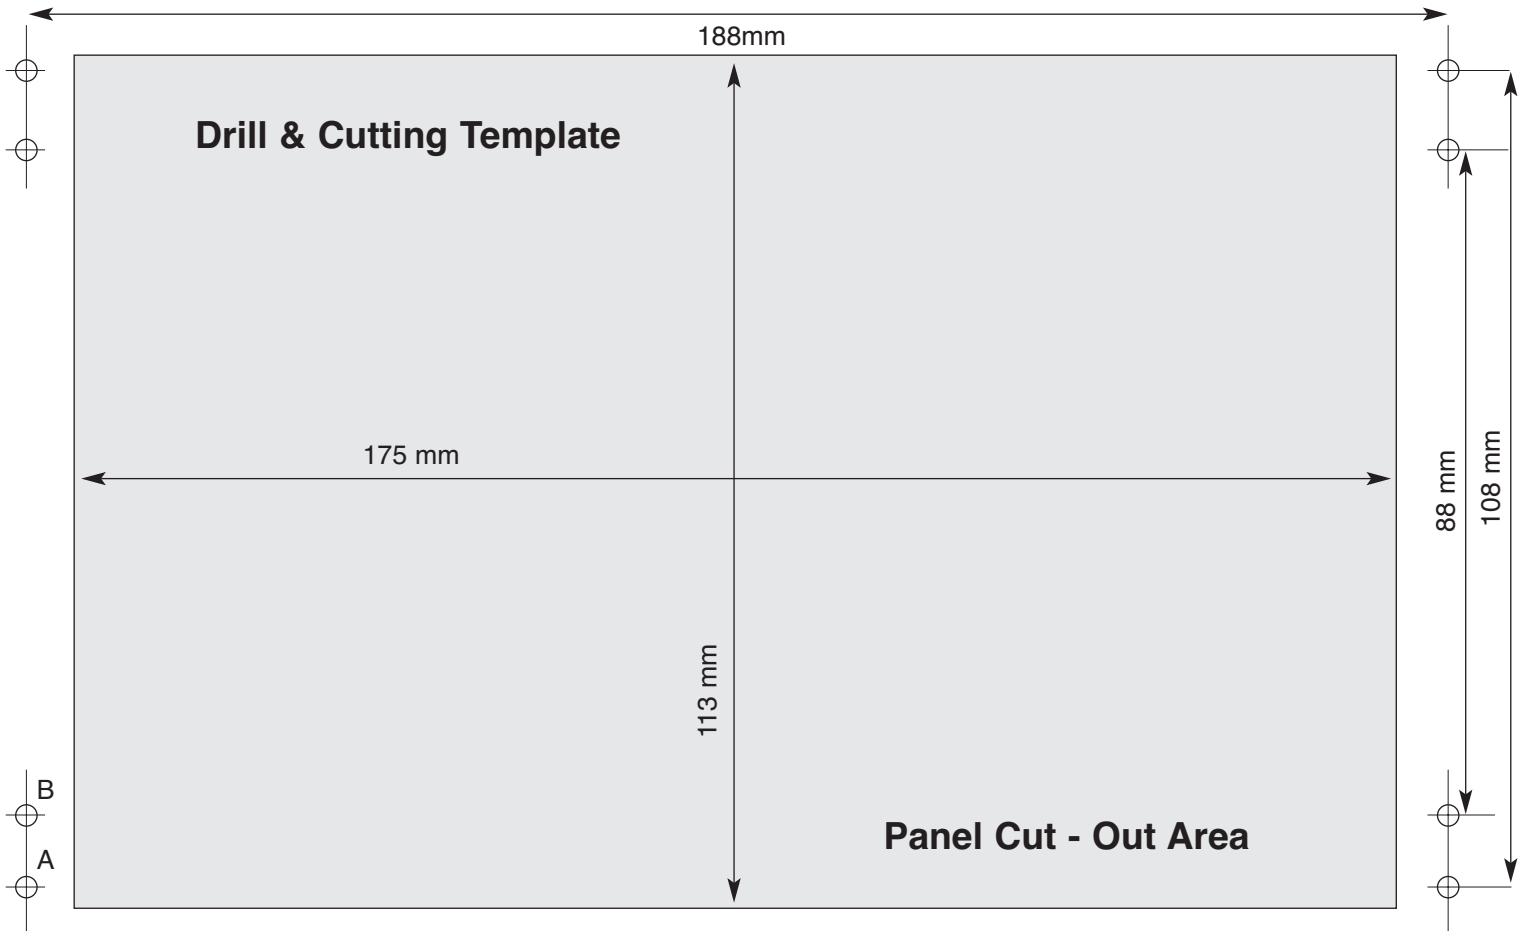 188mm
Drill & Cutting Template
175 mm
88 mm
108 mm
113 mm
B
Panel Cut - Out Area
A